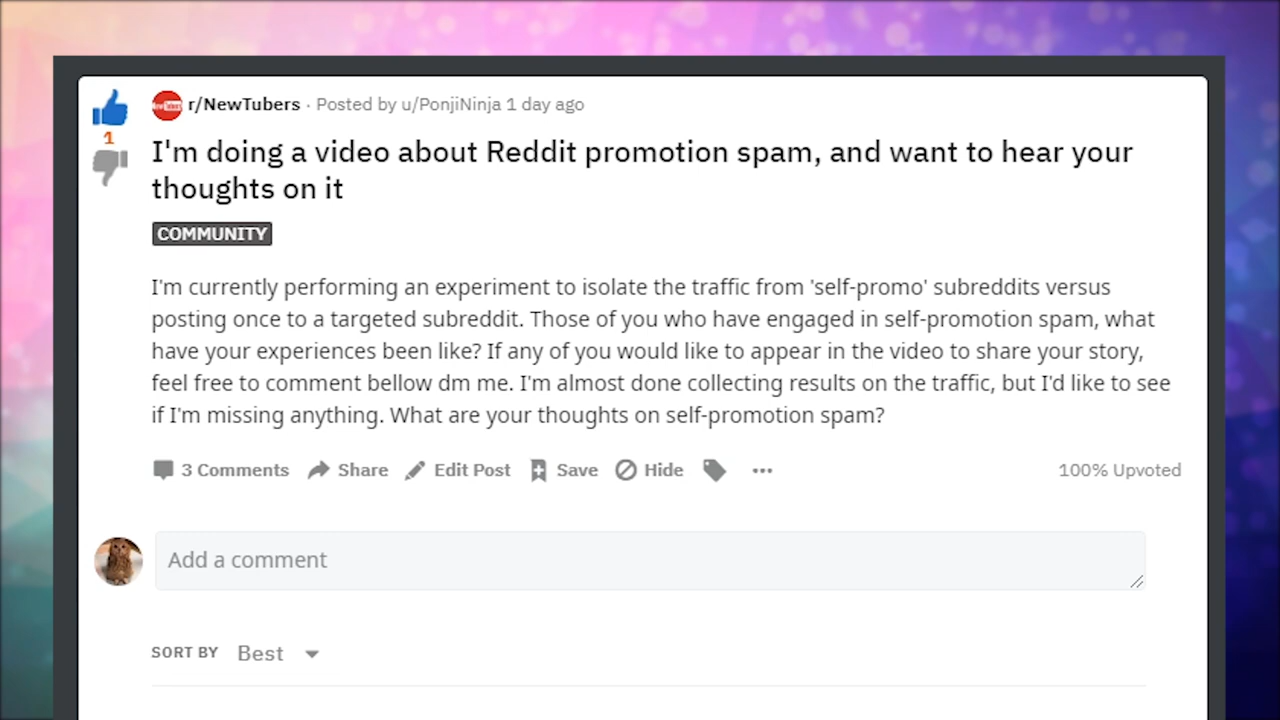 r/NewTubers · Posted by u/PonjiNinja 1 day ago
1
I'm doing a video about Reddit promotion spam, and want to hear your
thoughts on it
COMMUNITY
I'm currently performing an experiment to isolate the traffic from 'self-promo' subreddits versus
posting once to a targeted subreddit. Those of you who have engaged in self-promotion spam, what
have your experiences been like? If any of you would like to appear in the video to share your story,
feel free to comment bellow dm me. I'm almost done collecting results on the traffic, but I'd like to see
if I'm missing anything. What are your thoughts on self-promotion spam?
3 Comments Share Edit Post Save Hide ••• 100% Upvoted
Add a comment
SORT BY Best